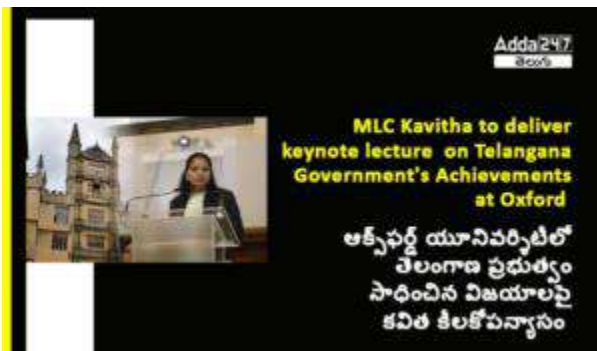 Adda247
తెలుగు
MLC Kavitha to deliver
keynote lecture on Telangana
Government's Achievements
at Oxford
ఆక్స్‌ఫర్డ్ యూనివర్సిటీలో
తెలంగాణ ప్రభుత్వం
సాధించిన విజయాలపై
కవిత కీలకోపన్యాసం